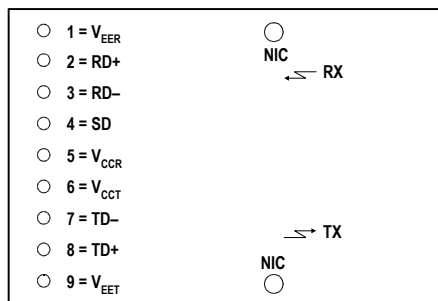 1 = VEER
2 = RD+
3 = RD–
4 = SD
5 = VCCR
6 = VCCT
7 = TD–
8 = TD+
9 = VEET
NIC
RX
TX
NIC